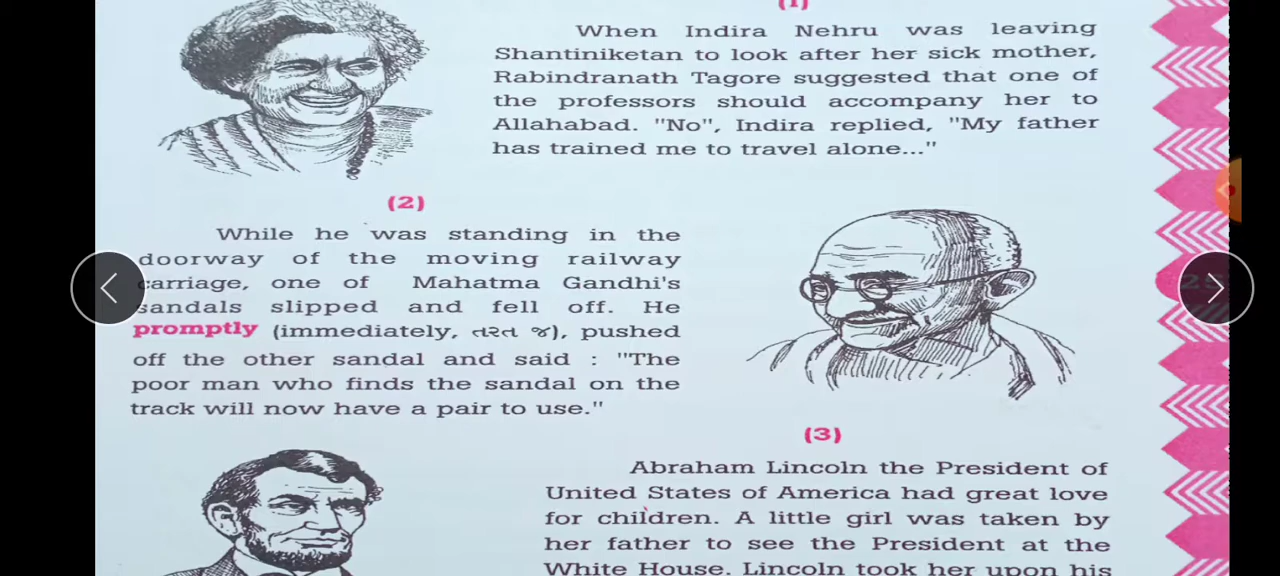 (1)
When Indira Nehru was leaving
Shantiniketan to look after her sick mother,
Rabindranath Tagore suggested that one of
the professors should accompany her to
Allahabad. "No", Indira replied, "My father
has trained me to travel alone..."
(2)
While he was standing in the
doorway of the moving railway
carriage, one of Mahatma Gandhi's
sandals slipped and fell off. He
promptly (immediately, તરત જ), pushed
off the other sandal and said : "The
poor man who finds the sandal on the
track will now have a pair to use."
(3)
Abraham Lincoln the President of
United States of America had great love
for children. A little girl was taken by
her father to see the President at the
White House. Lincoln took her upon his